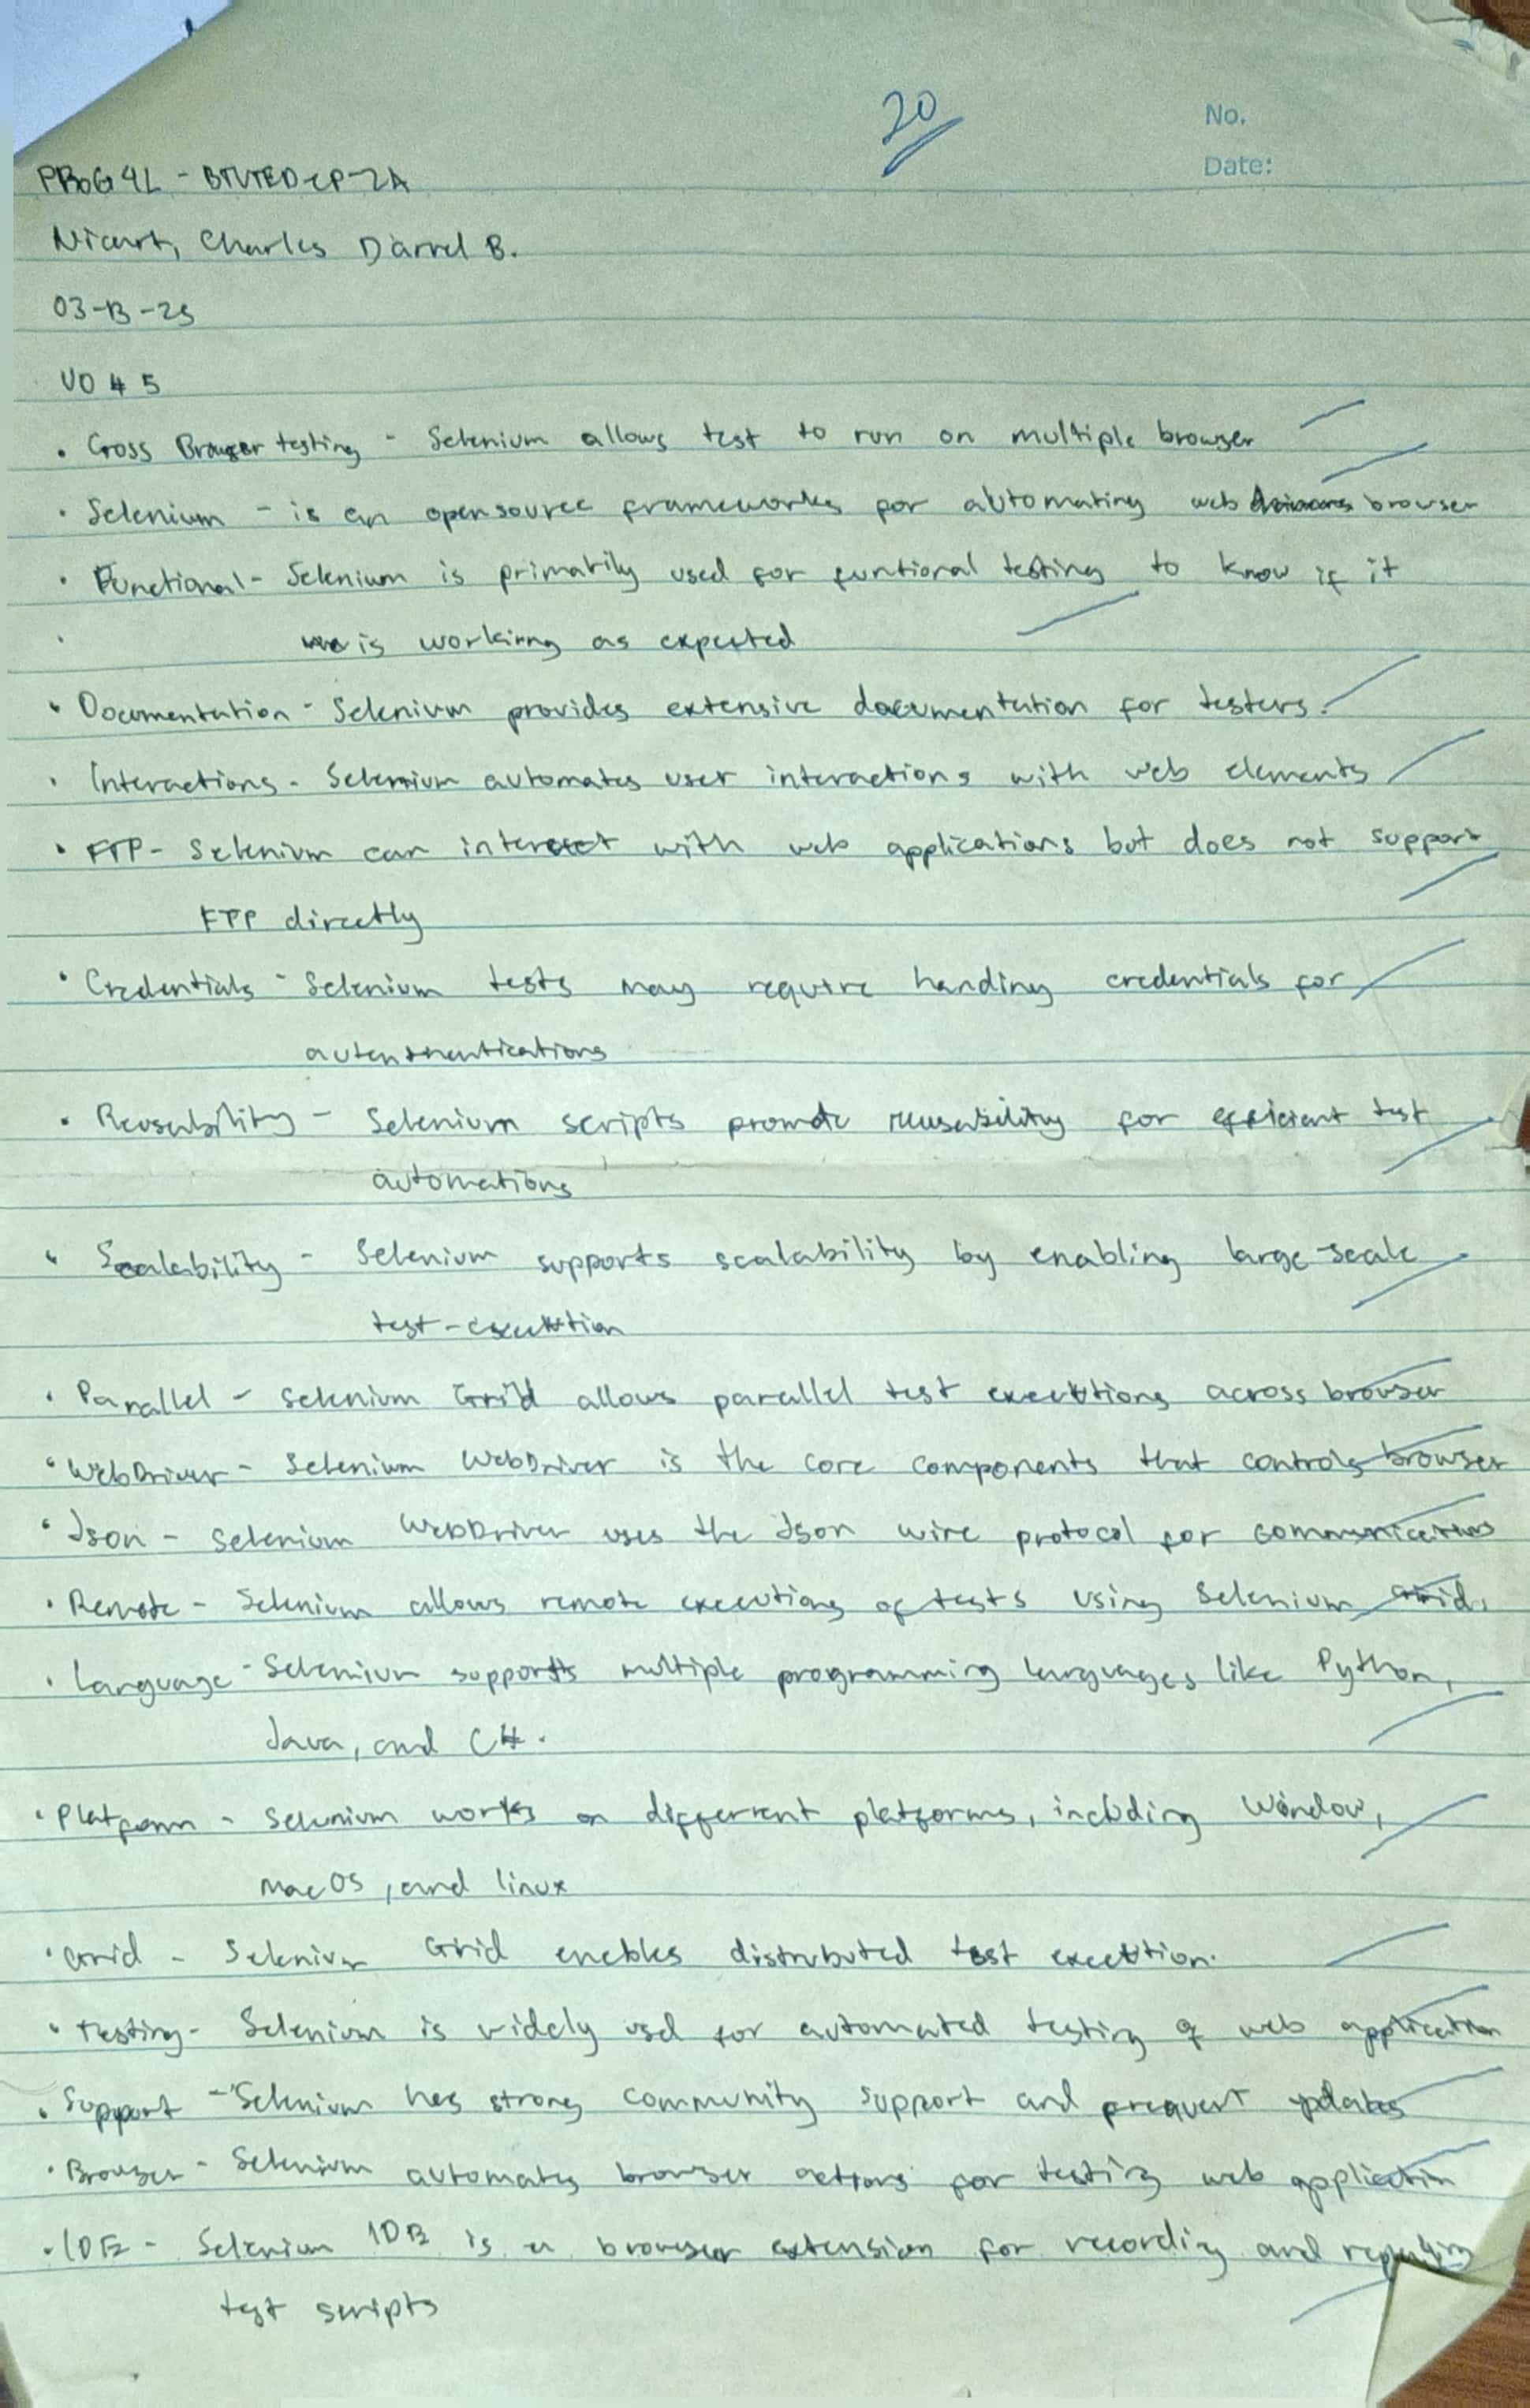 20
No.
Date:
PROG4L - BTVTED-CP-2A
Nicart, Charles Darrel B.
03-13-25
VO # 5
• Cross Browser testing - Selenium allows test to run on multiple browser
• Selenium - is an opensource frameworks for automating web browser
• Functional - Selenium is primarily used for funtional testing to know if it
is working as expected
• Documentation - Selenium provides extensive documentation for testers.
• Interactions - Selenium automates user interactions with web elements
• FTP - Selenium can interact with web applications but does not support
FTP directly
• Credentials - Selenium tests may require handing credentials for
• Reusability - Selenium scripts promote reusability for efficient test
automations
• Scalability - Selenium supports scalability by enabling large-scale
test-execution
• Parallel - Selenium Grid allows parallel test executions across browser
• WebDriver - Selenium WebDriver is the core components that controls browser
• Json - Selenium WebDriver uses the Json wire protocol for communications
• Remote - Selenium allows remote executions of tests using Selenium Grid.
• Language - Selenium supports multiple programming languages like Python,
Java, and C#.
• Platform - Selenium works on different platforms, including Window,
mac OS, and linux
• Grid - Selenium Grid enables distributed test execution.
• Testing - Selenium is widely used for automated testing of web application
• Support - Selenium has strong community support and frequent updates
• Browser - Selenium automates browser actions for testing web application
• IDE - Selenium IDE is a browser extension for recording and
test scripts